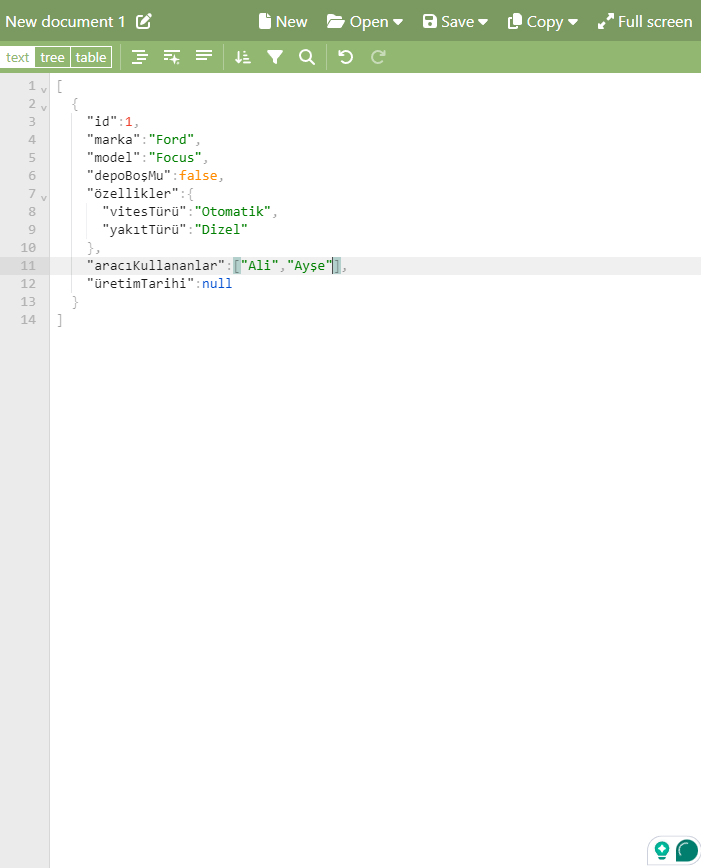 New document 1 New Open Save Copy Full screen
text tree table
1 [
2 {
3 "id":1,
4 "marka":"Ford",
5 "model":"Focus",
6 "depoBoşMu":false,
7 "özellikler":{
8 "vitesTürü":"Otomatik",
9 "yakıtTürü":"Dizel"
10 },
11 "aracıKullananlar":["Ali","Ayşe"],
12 "üretimTarihi":null
13 }
14 ]